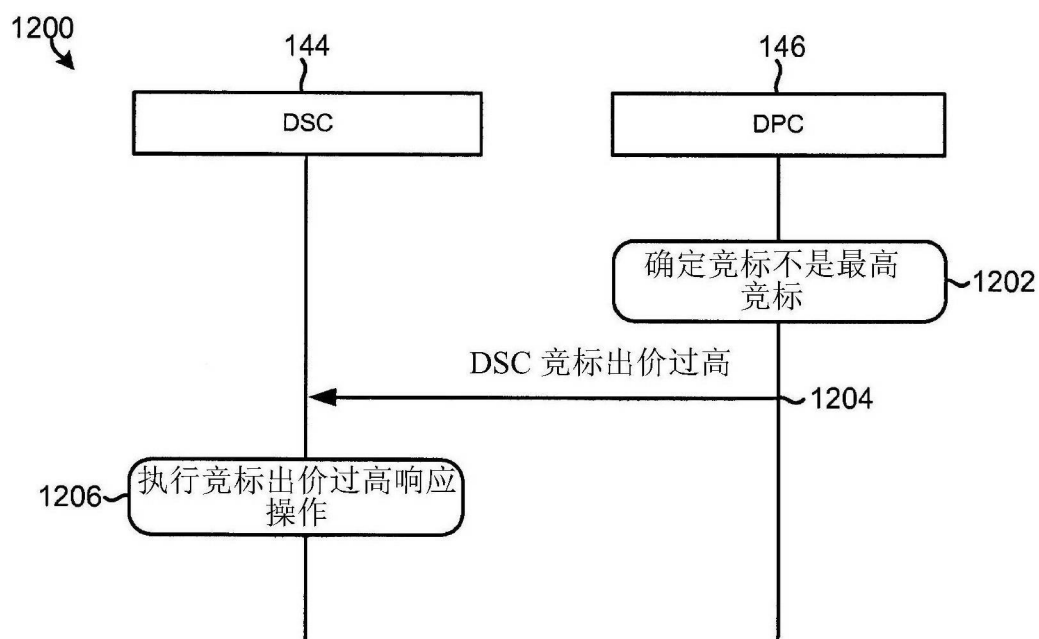 1200
144
146
DSC
DPC
确定竞标不是最高
竞标
1202
DSC 竞标出价过高
1204
执行竞标出价过高响应
操作
1206